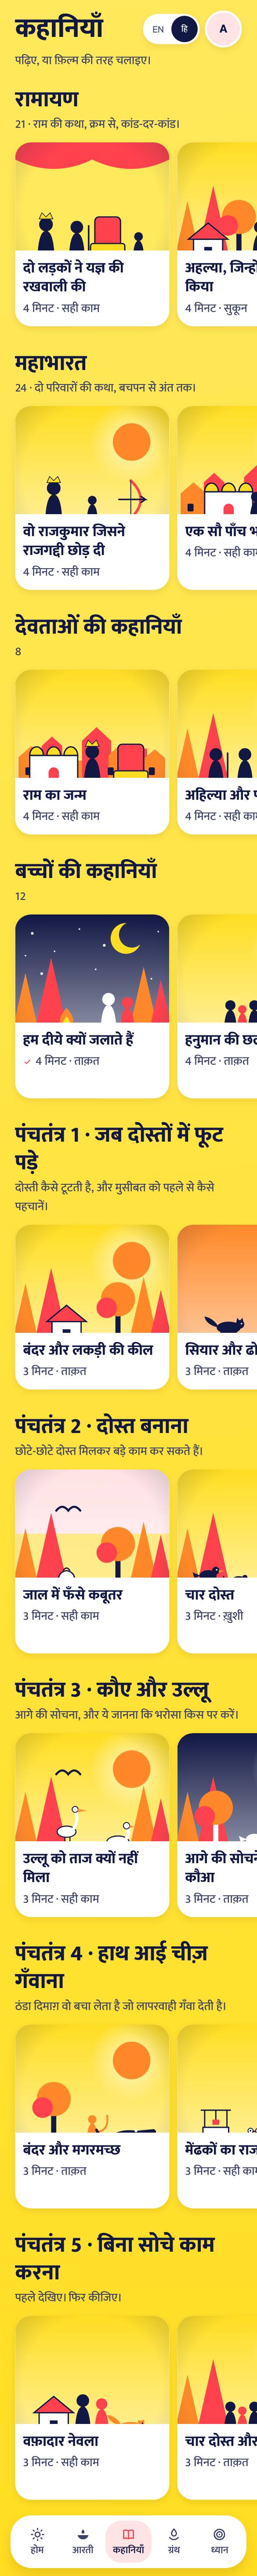 कहानियाँ
EN हि A
पढ़िए, या फ़िल्म की तरह चलाइए।
रामायण
21 · राम की कथा, क्रम से, कांड-दर-कांड।
दो लड़कों ने यज्ञ की
रखवाली की
4 मिनट · सही काम
अहल्या,
किया
4 मिनट · सुकून
महाभारत
24 · दो परिवारों की कथा, बचपन से अंत तक।
वो राजकुमार जिसने
राजगद्दी छोड़ दी
4 मिनट · सही काम
एक सौ पाँच
4 मिनट · सही
देवताओं की कहानियाँ
8
राम का जन्म
4 मिनट · सही काम
अहिल्या और
4 मिनट · सही
बच्चों की कहानियाँ
12
हम दीये क्यों जलाते हैं
4 मिनट · ताक़त
हनुमान की
4 मिनट · ताक़त
पंचतंत्र 1 · जब दोस्तों में फूट
पड़े
दोस्ती कैसे टूटती है, और मुसीबत को पहले से कैसे
पहचानें।
बंदर और लकड़ी की कील
3 मिनट · ताक़त
सियार और
3 मिनट · ताक़त
पंचतंत्र 2 · दोस्त बनाना
छोटे-छोटे दोस्त मिलकर बड़े काम कर सकते हैं।
जाल में फँसे कबूतर
3 मिनट · सही काम
चार दोस्त
3 मिनट · ख़ुशी
पंचतंत्र 3 · कौए और उल्लू
आगे की सोचना, और ये जानना कि भरोसा किस पर करें।
उल्लू को ताज क्यों नहीं
मिला
3 मिनट · सही काम
आगे की
कौआ
3 मिनट · ताक़त
पंचतंत्र 4 · हाथ आई चीज़
गँवाना
ठंडा दिमाग़ वो बचा लेता है जो लापरवाही गँवा देती है।
बंदर और मगरमच्छ
3 मिनट · ताक़त
मेंढकों का
3 मिनट · सही
पंचतंत्र 5 · बिना सोचे काम
करना
पहले देखिए। फिर कीजिए।
वफ़ादार नेवला
3 मिनट · सही काम
चार दोस्त
3 मिनट · ताक़त
होम आरती कहानियाँ ग्रंथ ध्यान